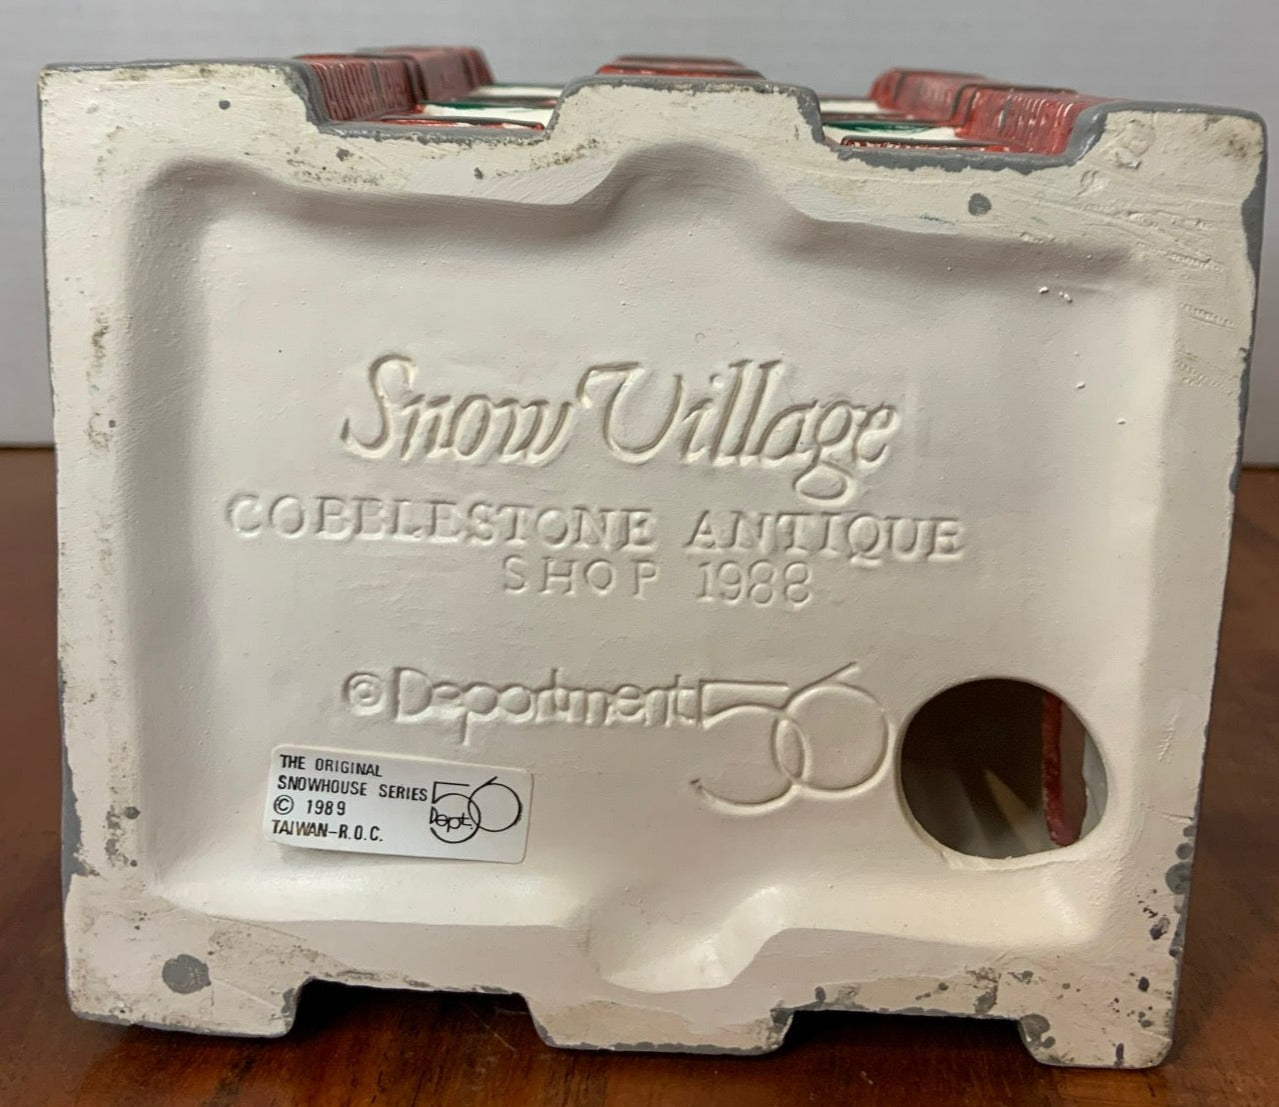 Snow Village
COBBLESTONE ANTIQUE
SHOP 1988
© Department 56
THE ORIGINAL
SNOWHOUSE SERIES
© 1989
TAIWAN-R.O.C.
56
Dept.